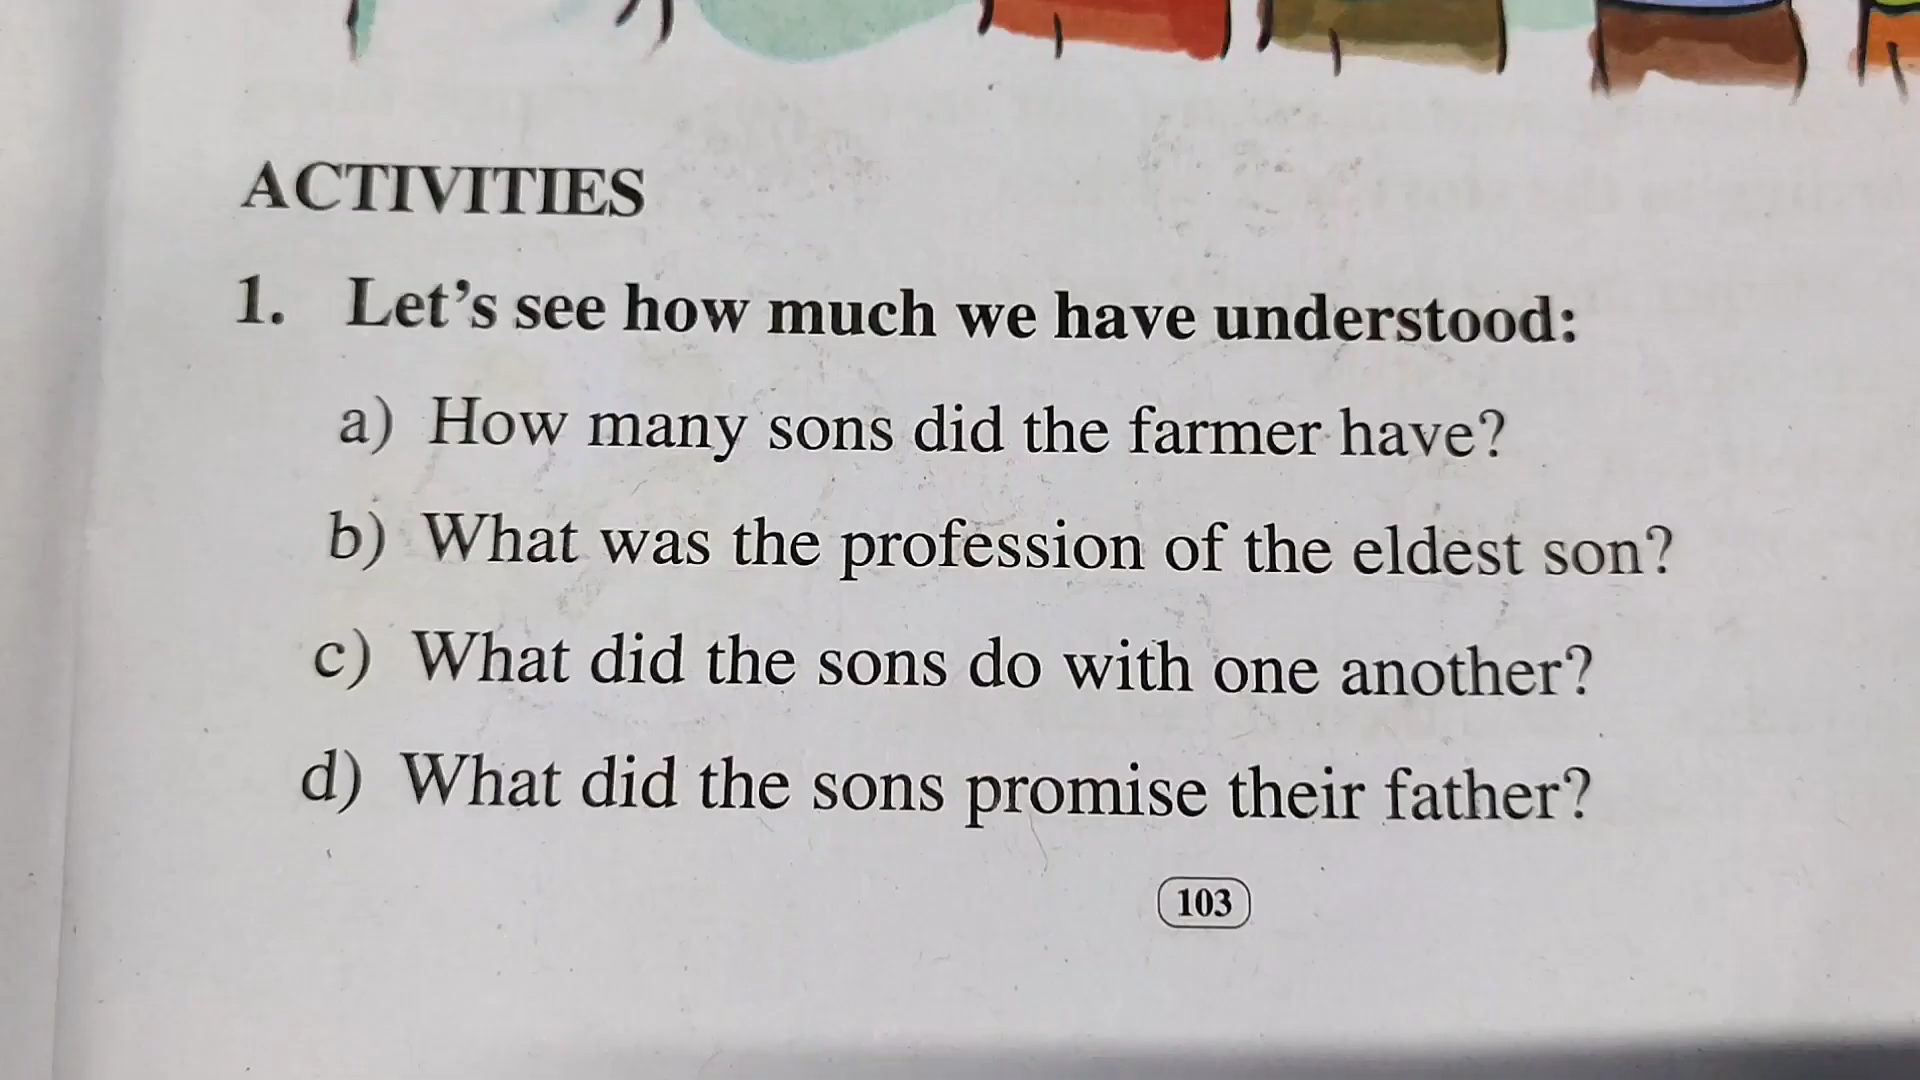 ACTIVITIES
1. Let's see how much we have understood:
a) How many sons did the farmer have?
b) What was the profession of the eldest son?
c) What did the sons do with one another?
d) What did the sons promise their father?
103